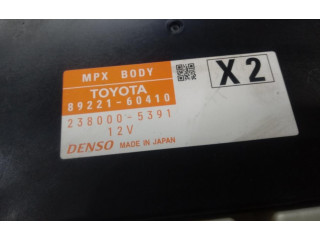 MPX BODY
TOYOTA
89221-60410
238000-5391
12V
DENSO MADE IN JAPAN
X2